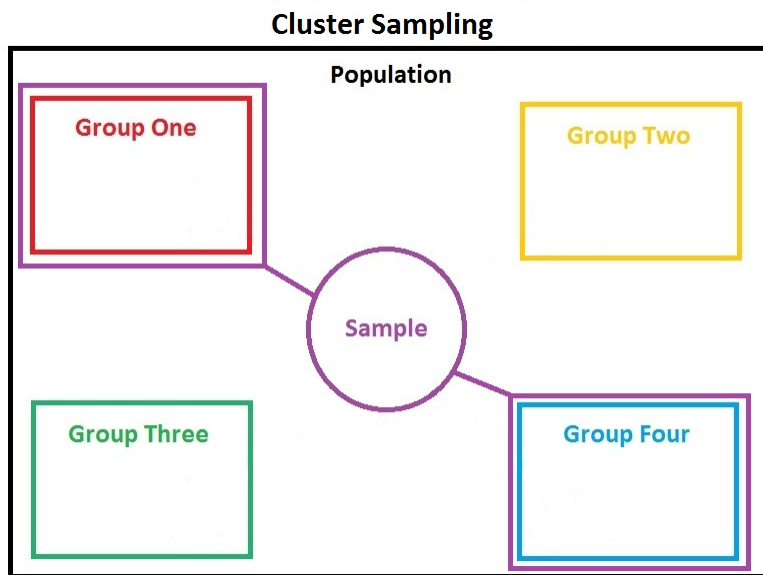 Cluster Sampling
Population
Group One
Group Two
Sample
Group Three
Group Four